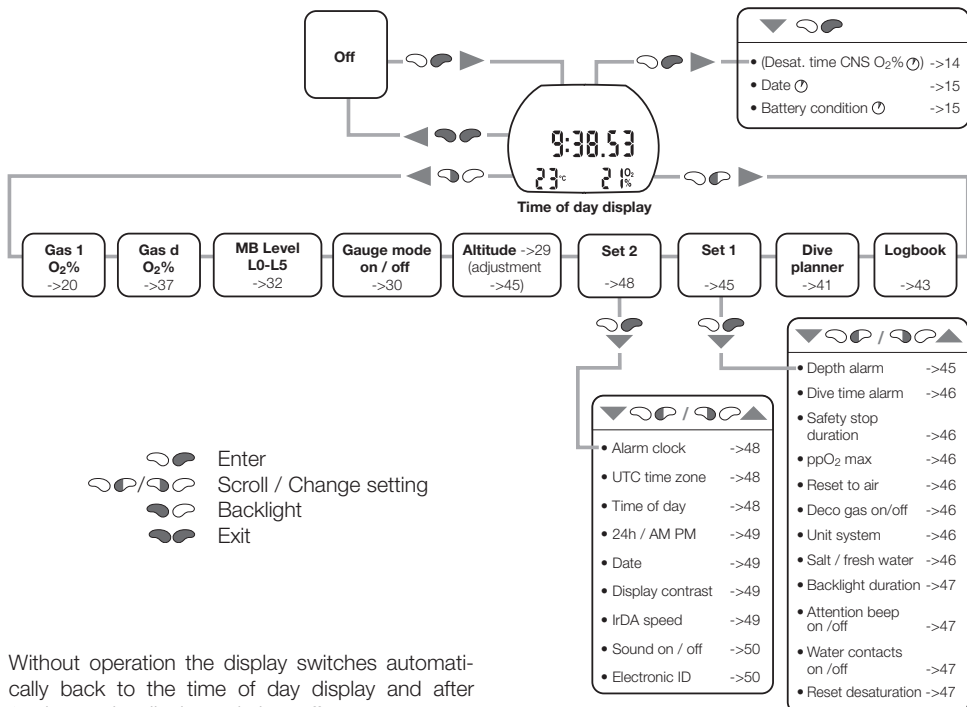 Off
(Desat. time CNS O2%) ->14
Date ->15
Battery condition ->15
9:38.53
23°C 21 O2%
Time of day display
Gas 1
O2%
->20
Gas d
O2%
->37
MB Level
L0-L5
->32
Gauge mode
on / off
->30
Altitude ->29
(adjustment
->45)
Set 2
->48
Set 1
->45
Dive
planner
->41
Logbook
->43
• Depth alarm ->45
• Dive time alarm ->46
• Safety stop
duration ->46
• ppO2 max ->46
• Reset to air ->46
• Deco gas on/off ->46
• Unit system ->46
• Salt / fresh water ->46
• Backlight duration ->47
• Attention beep
on /off ->47
• Water contacts
on /off ->47
• Reset desaturation ->47
• Alarm clock ->48
• UTC time zone ->48
• Time of day ->48
• 24h / AM PM ->49
• Date ->49
• Display contrast ->49
• IrDA speed ->49
• Sound on / off ->50
• Electronic ID ->50
Enter
Scroll / Change setting
Backlight
Exit
Without operation the display switches automati-
cally back to the time of day display and after